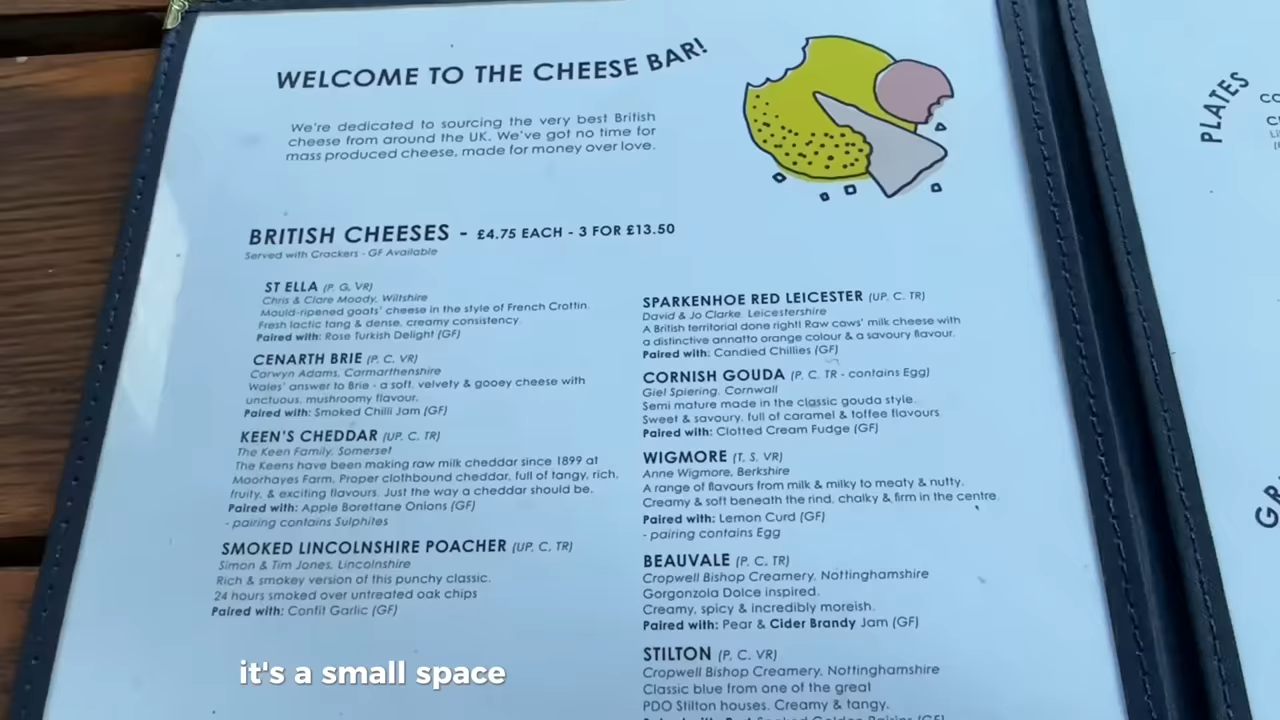 WELCOME TO THE CHEESE BAR!
We're dedicated to sourcing the very best British
cheese from around the UK. We've got no time for
mass produced cheese, made for money over love.
BRITISH CHEESES - £4.75 EACH - 3 FOR £13.50
Served with Crackers - GF Available
ST ELLA (P. G. VR)
Chris & Clare Moody, Wiltshire
Mould-ripened goats' cheese in the style of French Crottin.
Fresh lactic tang & dense, creamy consistency.
Paired with: Rose Turkish Delight (GF)
CENARTH BRIE (P. C. VR)
Carwyn Adams, Carmarthenshire
Wales' answer to Brie - a soft, velvety & gooey cheese with
unctuous, mushroomy flavour.
Paired with: Smoked Chilli Jam (GF)
KEEN'S CHEDDAR (UP. C. TR)
The Keen Family, Somerset
The Keens have been making raw milk cheddar since 1899 at
Moorhayes Farm. Proper clothbound cheddar, full of tangy, rich,
fruity, & exciting flavours. Just the way a cheddar should be.
Paired with: Apple Borettane Onions (GF)
- pairing contains Sulphites
SMOKED LINCOLNSHIRE POACHER (UP. C. TR)
Simon & Tim Jones, Lincolnshire
Rich & smokey version of this punchy classic.
24 hours smoked over untreated oak chips
Paired with: Confit Garlic (GF)
SPARKENHOE RED LEICESTER (UP. C. TR)
David & Jo Clarke, Leicestershire
A British territorial done right! Raw cows' milk cheese with
a distinctive annatto orange colour & a savoury flavour.
Paired with: Candied Chillies (GF)
CORNISH GOUDA (P. C. TR - contains Egg)
Giel Spiering, Cornwall
Semi mature made in the classic gouda style.
Sweet & savoury, full of caramel & toffee flavours
Paired with: Clotted Cream Fudge (GF)
WIGMORE (T. S. VR)
Anne Wigmore, Berkshire
A range of flavours from milk & milky to meaty & nutty.
Creamy & soft beneath the rind, chalky & firm in the centre.
Paired with: Lemon Curd (GF)
- pairing contains Egg
BEAUVALE (P. C. TR)
Cropwell Bishop Creamery, Nottinghamshire
Gorgonzola Dolce inspired.
Creamy, spicy & incredibly moreish.
Paired with: Pear & Cider Brandy Jam (GF)
STILTON (P. C. VR)
Cropwell Bishop Creamery, Nottinghamshire
Classic blue from one of the great
PDO Stilton houses. Creamy & tangy.
PLATES
it's a small space